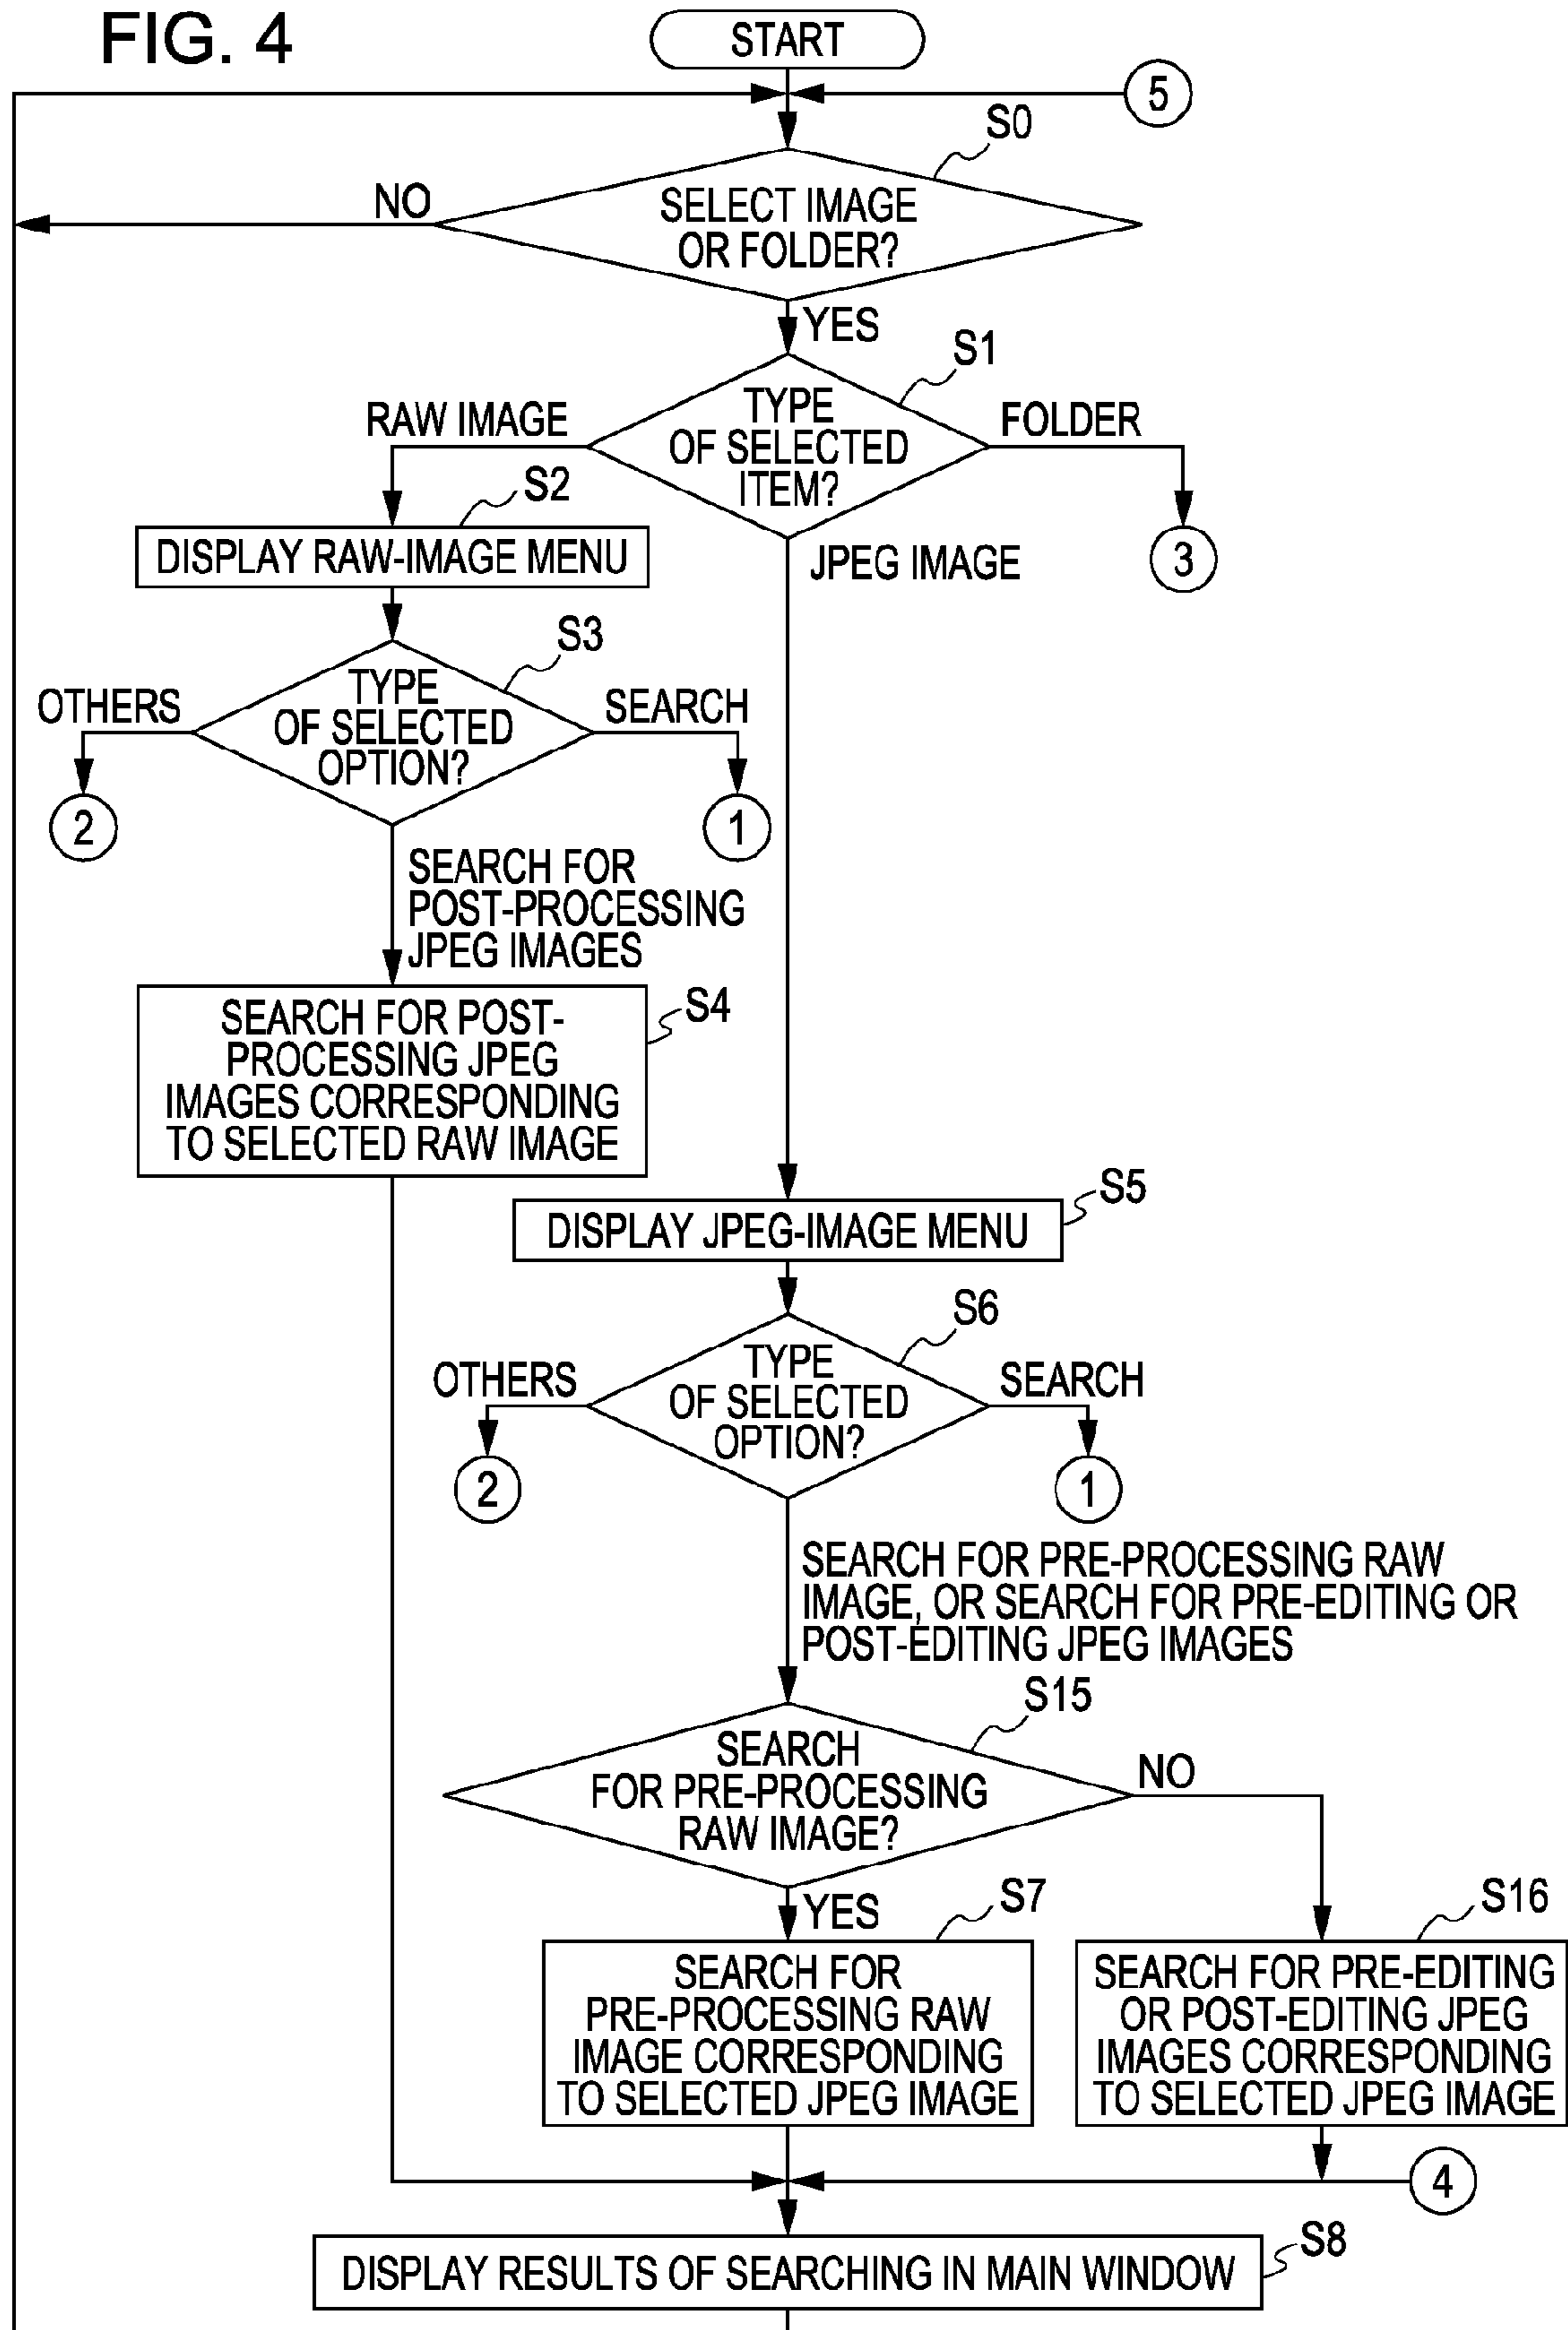 FIG. 4
START
5
S0
NO
SELECT IMAGE
OR FOLDER?
YES
S1
RAW IMAGE
TYPE
OF SELECTED
ITEM?
FOLDER
S2
DISPLAY RAW-IMAGE MENU
JPEG IMAGE
3
S3
OTHERS
TYPE
OF SELECTED
OPTION?
SEARCH
2
1
SEARCH FOR
POST-PROCESSING
JPEG IMAGES
S4
SEARCH FOR POST-
PROCESSING JPEG
IMAGES CORRESPONDING
TO SELECTED RAW IMAGE
S5
DISPLAY JPEG-IMAGE MENU
S6
OTHERS
TYPE
OF SELECTED
OPTION?
SEARCH
2
1
SEARCH FOR PRE-PROCESSING RAW
IMAGE, OR SEARCH FOR PRE-EDITING OR
POST-EDITING JPEG IMAGES
S15
SEARCH
FOR PRE-PROCESSING
RAW IMAGE?
NO
YES
S7
SEARCH FOR
PRE-PROCESSING RAW
IMAGE CORRESPONDING
TO SELECTED JPEG IMAGE
S16
SEARCH FOR PRE-EDITING
OR POST-EDITING JPEG
IMAGES CORRESPONDING
TO SELECTED JPEG IMAGE
4
S8
DISPLAY RESULTS OF SEARCHING IN MAIN WINDOW